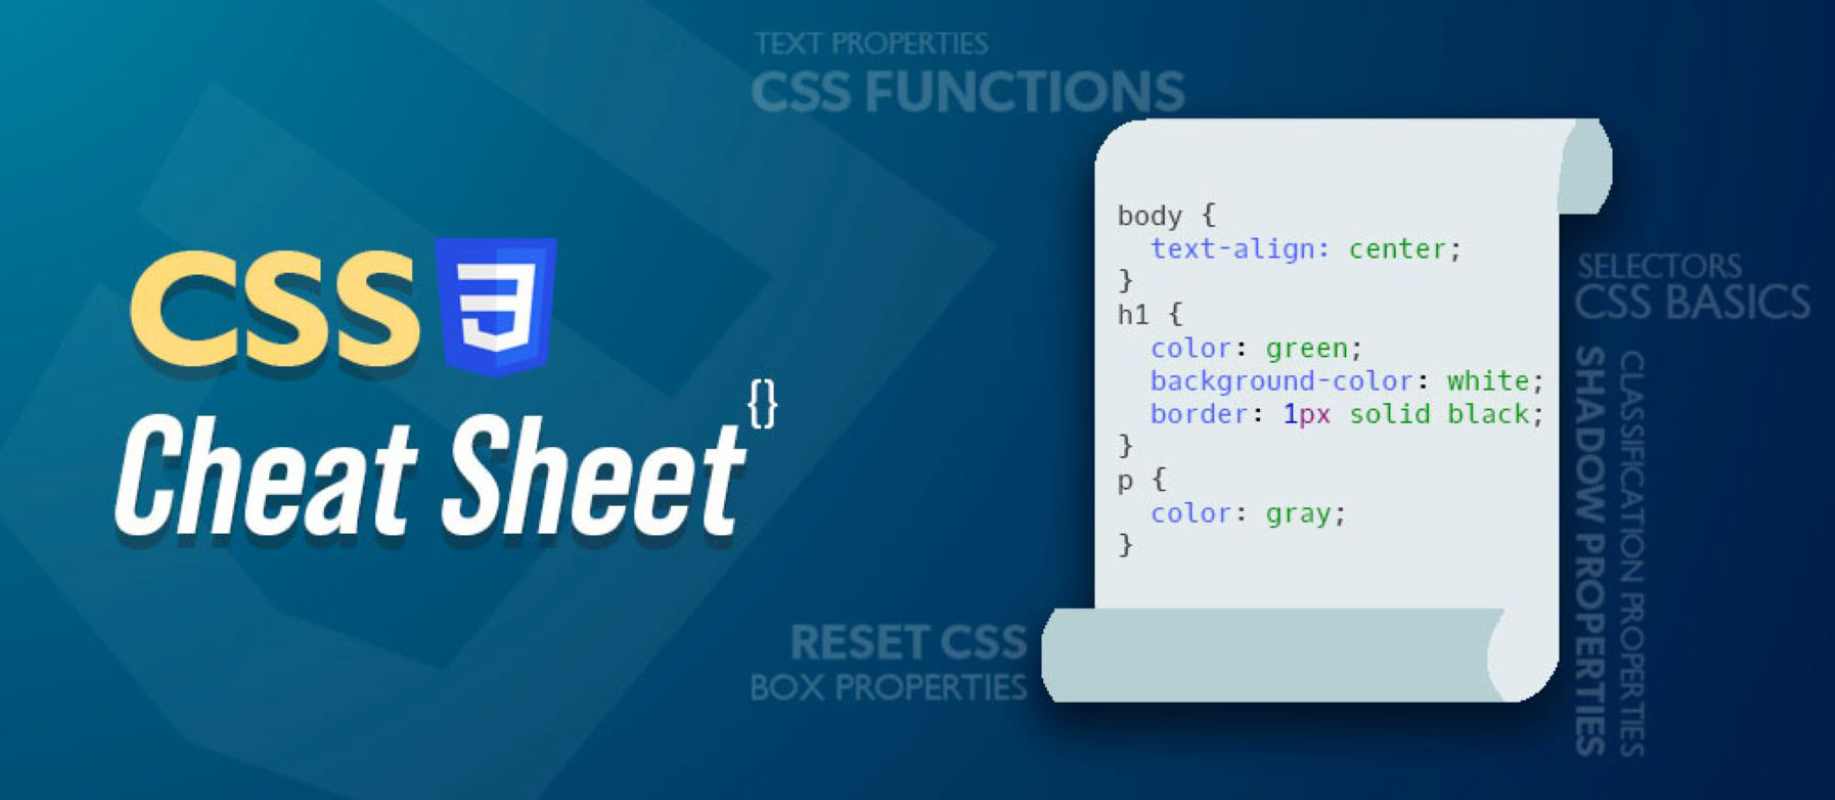 TEXT PROPERTIES
CSS FUNCTIONS
CSS 3
Cheat Sheet {}
body {
  text-align: center;
}
h1 {
  color: green;
  background-color: white;
  border: 1px solid black;
}
p {
  color: gray;
}
SELECTORS
CSS BASICS
SHADOW PROPERTIES
CLASSIFICATION PROPERTIES
RESET CSS
BOX PROPERTIES